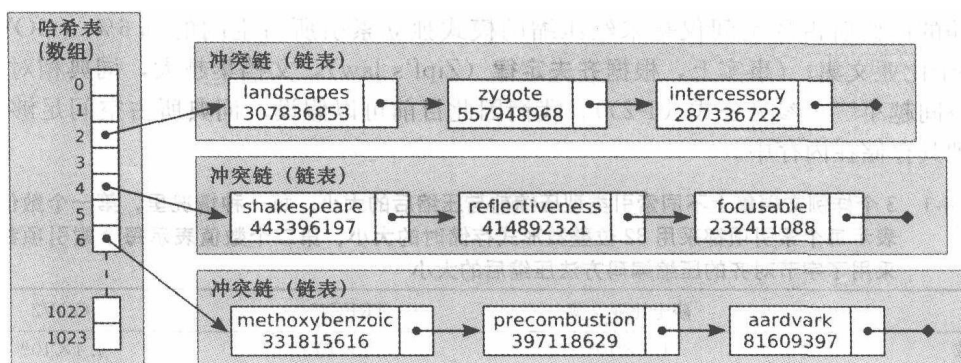 哈希表
(数组)
0
1
2
3
4
5
6
1022
1023
冲突链 (链表)
landscapes
307836853
zygote
557948968
intercessory
287336722
冲突链 (链表)
shakespeare
443396197
reflectiveness
414892321
focusable
232411088
冲突链 (链表)
methoxybenzoic
331815616
precombustion
397118629
aardvark
81609397